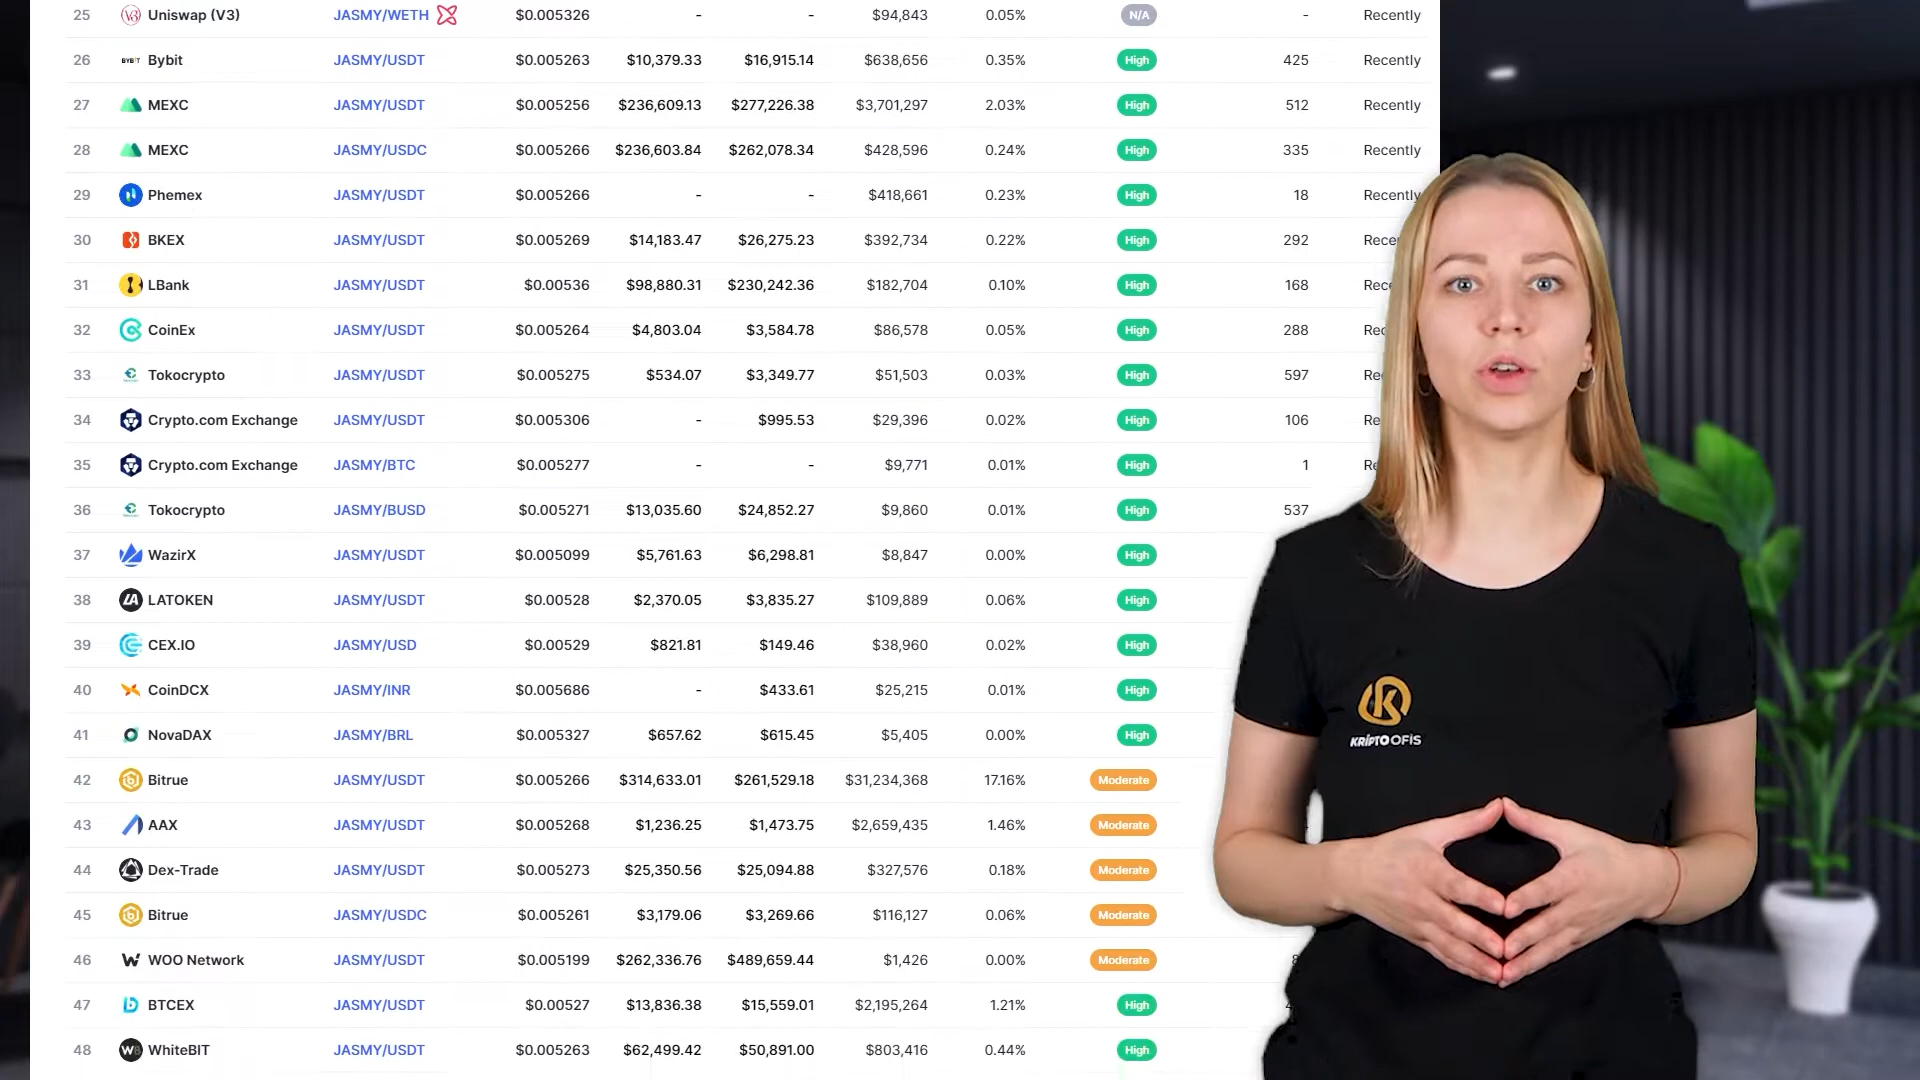 25 Uniswap (V3) JASMY/WETH $0.005326 - - $94,843 0.05% N/A - Recently
26 Bybit JASMY/USDT $0.005263 $10,379.33 $16,915.14 $638,656 0.35% High 425 Recently
27 MEXC JASMY/USDT $0.005256 $236,609.13 $277,226.38 $3,701,297 2.03% High 512 Recently
28 MEXC JASMY/USDC $0.005266 $236,603.84 $262,078.34 $428,596 0.24% High 335 Recently
29 Phemex JASMY/USDT $0.005266 - - $418,661 0.23% High 18 Recently
30 BKEX JASMY/USDT $0.005269 $14,183.47 $26,275.23 $392,734 0.22% High 292
31 LBank JASMY/USDT $0.00536 $98,880.31 $230,242.36 $182,704 0.10% High 168
32 CoinEx JASMY/USDT $0.005264 $4,803.04 $3,584.78 $86,578 0.05% High 288
33 Tokocrypto JASMY/USDT $0.005275 $534.07 $3,349.77 $51,503 0.03% High 597
34 Crypto.com Exchange JASMY/USDT $0.005306 - $995.53 $29,396 0.02% High 106
35 Crypto.com Exchange JASMY/BTC $0.005277 - - $9,771 0.01% High 1
36 Tokocrypto JASMY/BUSD $0.005271 $13,035.60 $24,852.27 $9,860 0.01% High 537
37 WazirX JASMY/USDT $0.005099 $5,761.63 $6,298.81 $8,847 0.00% High
38 LATOKEN JASMY/USDT $0.00528 $2,370.05 $3,835.27 $109,889 0.06% High
39 CEX.IO JASMY/USD $0.00529 $821.81 $149.46 $38,960 0.02% High
40 CoinDCX JASMY/INR $0.005686 - $433.61 $25,215 0.01% High
41 NovaDAX JASMY/BRL $0.005327 $657.62 $615.45 $5,405 0.00% High
42 Bitrue JASMY/USDT $0.005266 $314,633.01 $261,529.18 $31,234,368 17.16% Moderate
43 AAX JASMY/USDT $0.005268 $1,236.25 $1,473.75 $2,659,435 1.46% Moderate
44 Dex-Trade JASMY/USDT $0.005273 $25,350.56 $25,094.88 $327,576 0.18% Moderate
45 Bitrue JASMY/USDC $0.005261 $3,179.06 $3,269.66 $116,127 0.06% Moderate
46 WOO Network JASMY/USDT $0.005199 $262,336.76 $489,659.44 $1,426 0.00% Moderate
47 BTCEX JASMY/USDT $0.00527 $13,836.38 $15,559.01 $2,195,264 1.21% High
48 WhiteBIT JASMY/USDT $0.005263 $62,499.42 $50,891.00 $803,416 0.44% High
KRİPTOOFİS